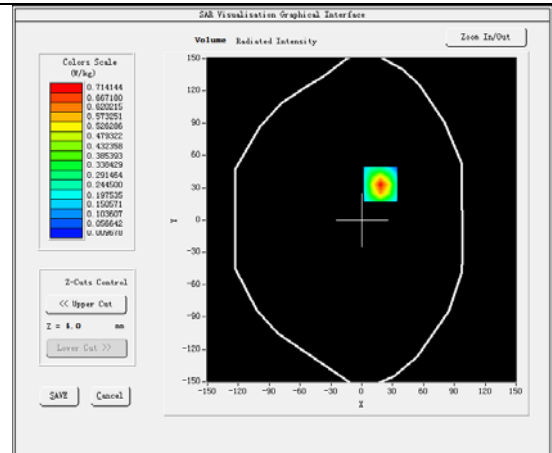 SAR Visualisation Graphical Interface
Volume Radiated Intensity
Zoom In/Out
Colors Scale
(W/kg)
0.714144
0.667180
0.620215
0.573251
0.526286
0.479322
0.432358
0.385393
0.338429
0.291464
0.244500
0.197535
0.150571
0.103607
0.056642
0.009678
Z-Cuts Control
<< Upper Cut
Z = 4.0 mm
Lower Cut >>
SAVE
Cancel
150
120
90
60
30
0
-30
-60
-90
-120
-150
Y
-150 -120 -90 -60 -30 0 30 60 90 120 150
X